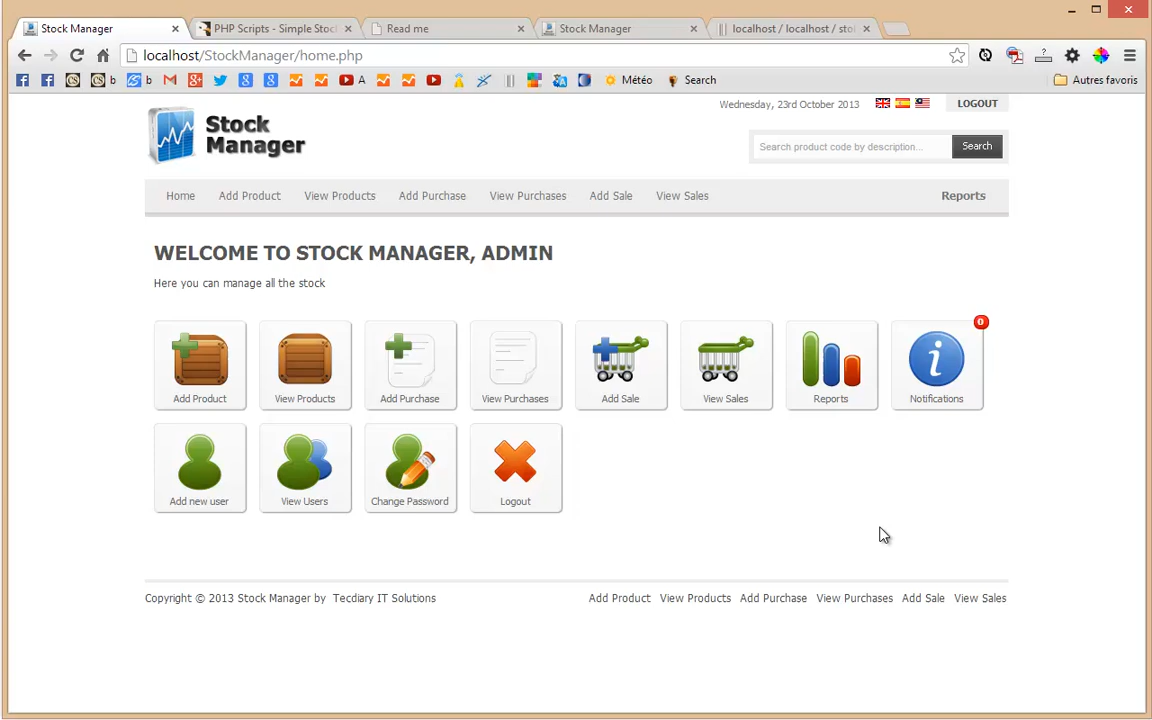 Stock Manager
PHP Scripts - Simple Stoc
Read me
Stock Manager
localhost / localhost / sto
localhost/StockManager/home.php
b
b
A
Météo
Search
Autres favoris
Wednesday, 23rd October 2013
LOGOUT
Stock
Manager
Search product code by description...
Search
Home
Add Product
View Products
Add Purchase
View Purchases
Add Sale
View Sales
Reports
WELCOME TO STOCK MANAGER, ADMIN
Here you can manage all the stock
Add Product
View Products
Add Purchase
View Purchases
Add Sale
View Sales
Reports
0
Notifications
Add new user
View Users
Change Password
Logout
Copyright © 2013 Stock Manager by Tecdiary IT Solutions
Add Product View Products Add Purchase View Purchases Add Sale View Sales